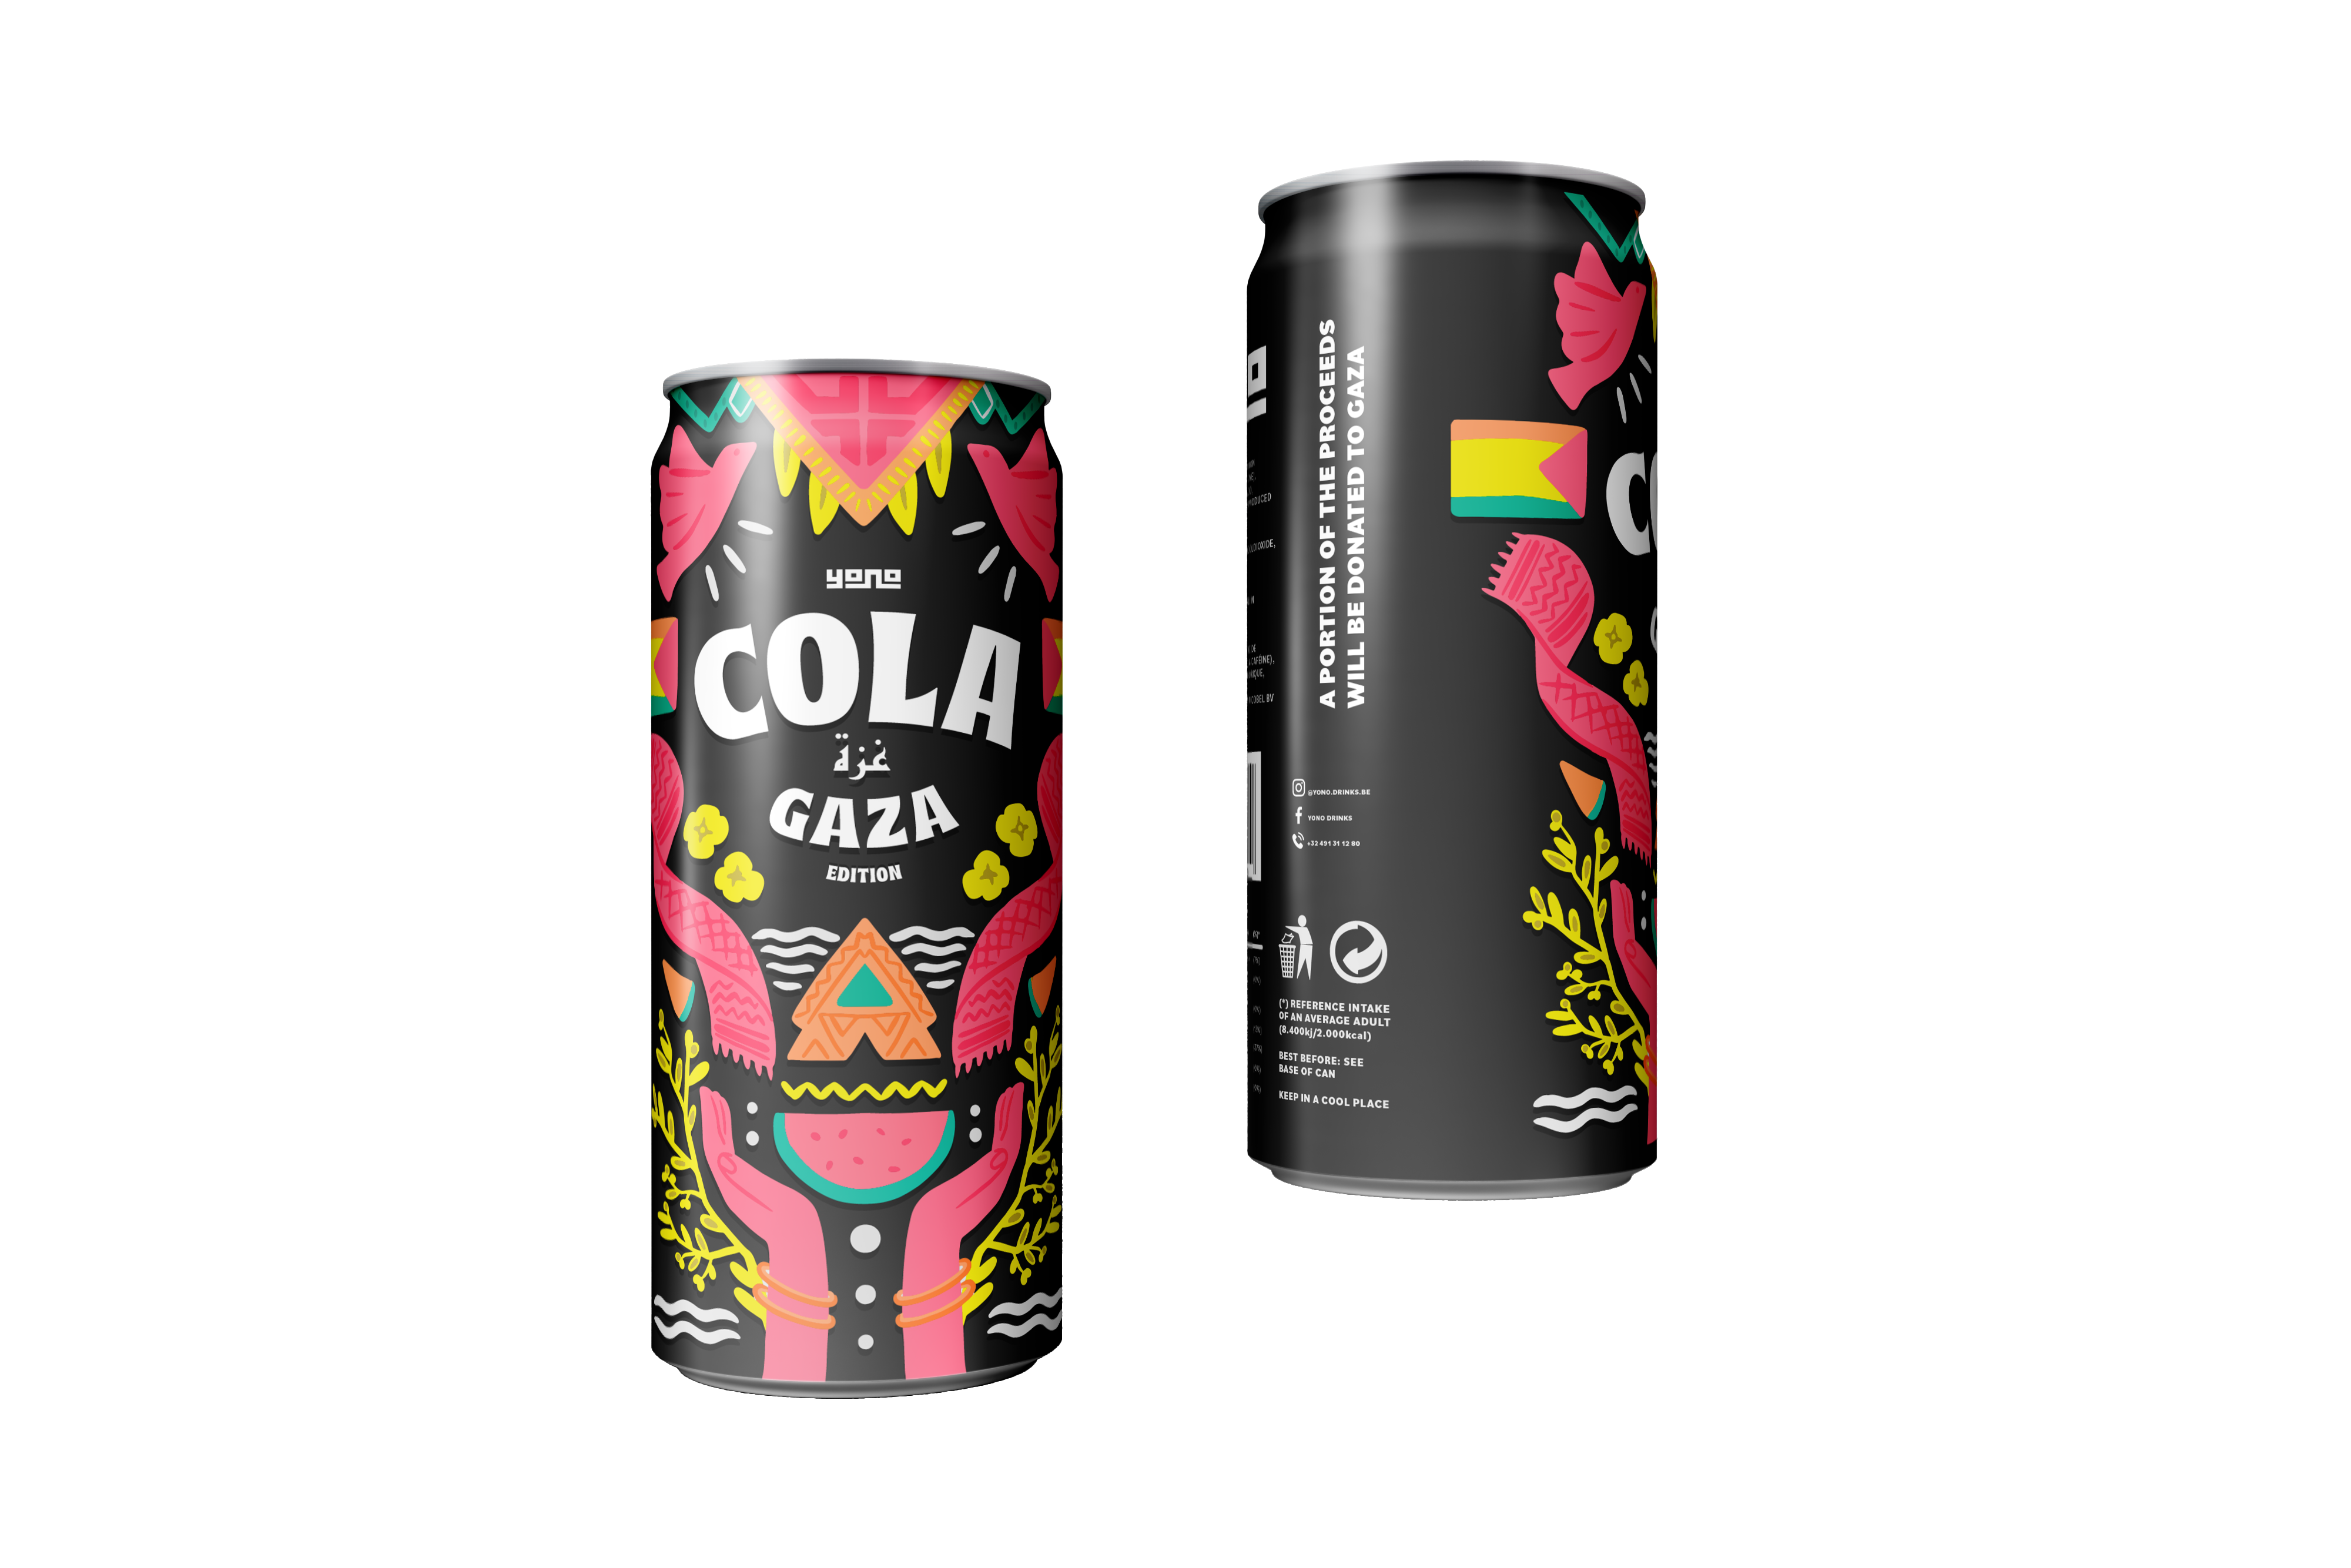 yono
COLA
غزة
GAZA
EDITION
A PORTION OF THE PROCEEDS
WILL BE DONATED TO GAZA
@YONO.DRINKS.BE
YONO DRINKS
+32 491 31 12 80
(*) REFERENCE INTAKE
OF AN AVERAGE ADULT
(8.400kj/2.000kcal)
BEST BEFORE: SEE
BASE OF CAN
KEEP IN A COOL PLACE